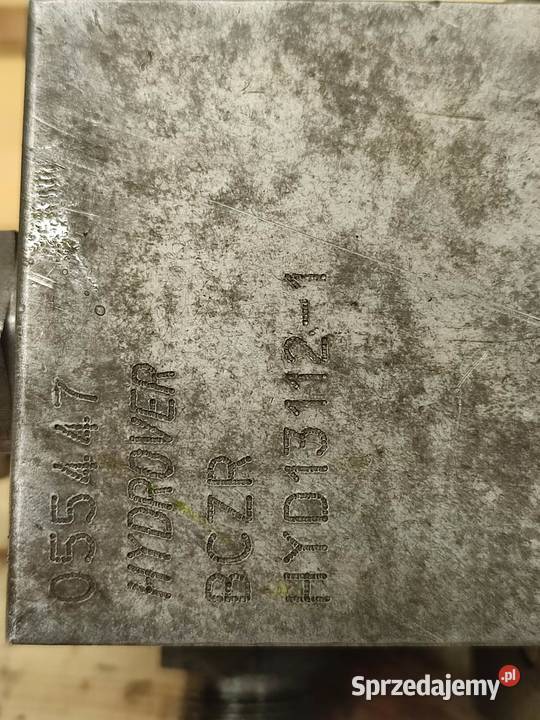 055447
HYDROVER
BCZR
HYD13112-1
Sprzedajemy.pl